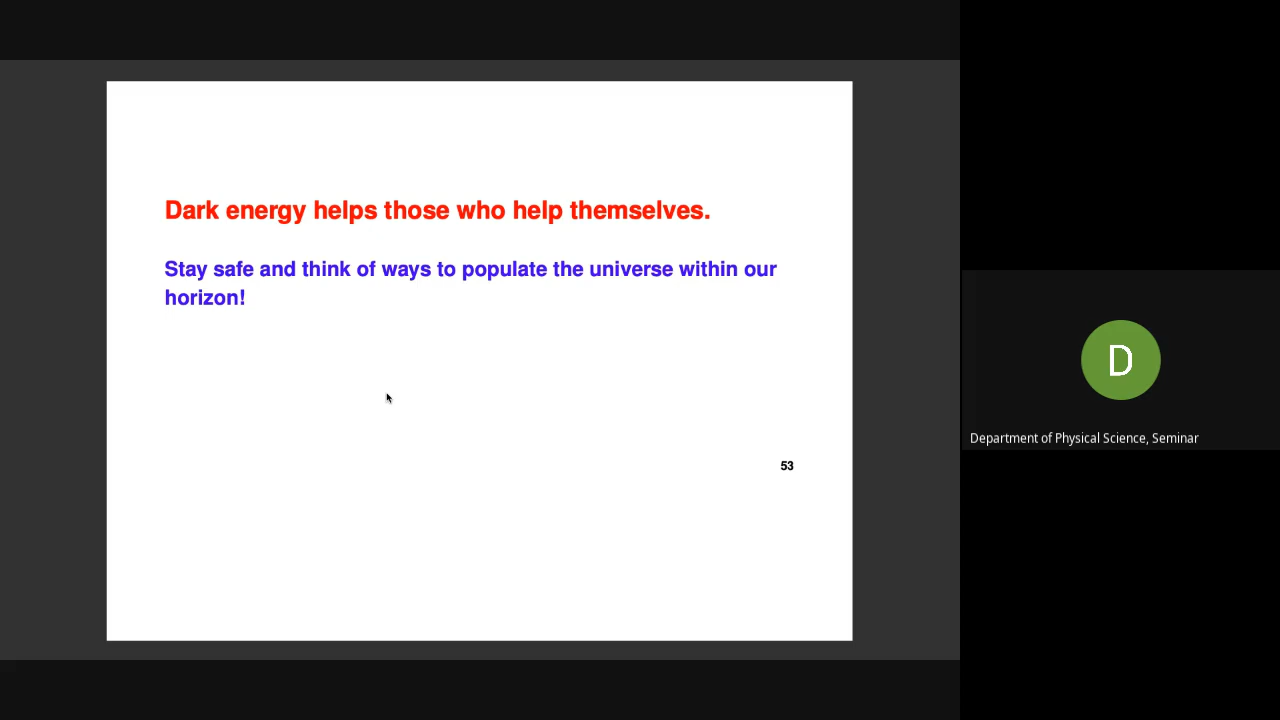 Dark energy helps those who help themselves.
Stay safe and think of ways to populate the universe within our
horizon!
53
D
Department of Physical Science, Seminar